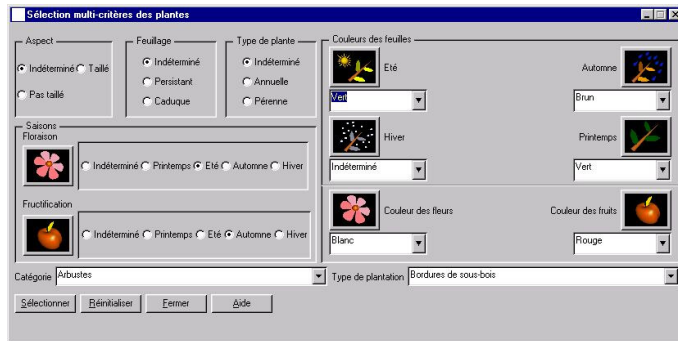 Sélection multi-critères des plantes
Aspect
Indéterminé Taillé
Pas taillé
Feuillage
Indéterminé
Persistant
Caduque
Type de plante
Indéterminé
Annuelle
Pérenne
Couleurs des feuilles
Eté
Vert
Automne
Brun
Hiver
Indéterminé
Printemps
Vert
Saisons
Floraison
Indéterminé Printemps Eté Automne Hiver
Fructification
Indéterminé Printemps Eté Automne Hiver
Couleur des fleurs
Blanc
Couleur des fruits
Rouge
Catégorie Arbustes
Type de plantation Bordures de sous-bois
Sélectionner Réinitialiser Fermer Aide